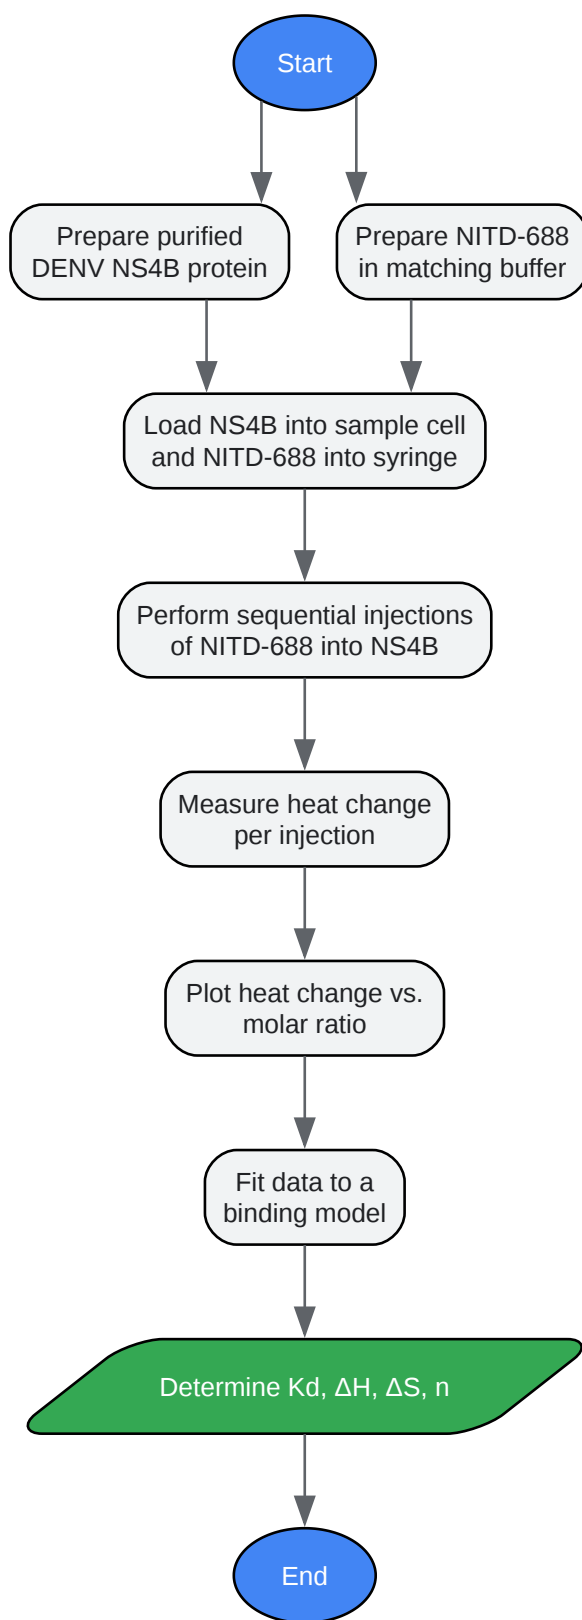 Start
Prepare purified
DENV NS4B protein
Prepare NITD-688
in matching buffer
Load NS4B into sample cell
and NITD-688 into syringe
Perform sequential injections
of NITD-688 into NS4B
Measure heat change
per injection
Plot heat change vs.
molar ratio
Fit data to a
binding model
Determine Kd, ΔH, ΔS, n
End